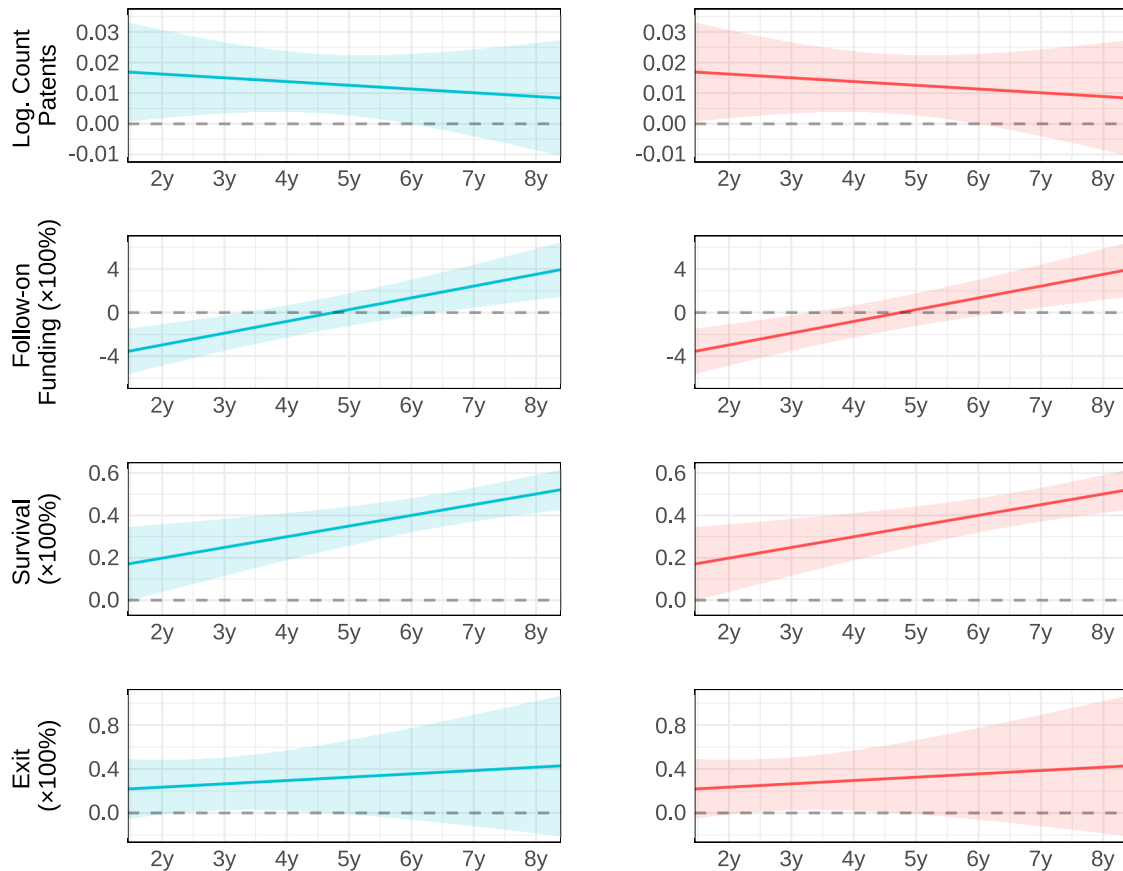 Log. Count
Patents
0.03 0.03
0.02 0.02
0.01 0.01
0.00 0.00
-0.01 -0.01
2y 3y 4y 5y 6y 7y 8y 2y 3y 4y 5y 6y 7y 8y
Follow-on
Funding (×100%)
4 4
0 0
-4 -4
2y 3y 4y 5y 6y 7y 8y 2y 3y 4y 5y 6y 7y 8y
Survival
(×100%)
0.6 0.6
0.4 0.4
0.2 0.2
0.0 0.0
2y 3y 4y 5y 6y 7y 8y 2y 3y 4y 5y 6y 7y 8y
Exit
(×100%)
0.8 0.8
0.4 0.4
0.0 0.0
2y 3y 4y 5y 6y 7y 8y 2y 3y 4y 5y 6y 7y 8y